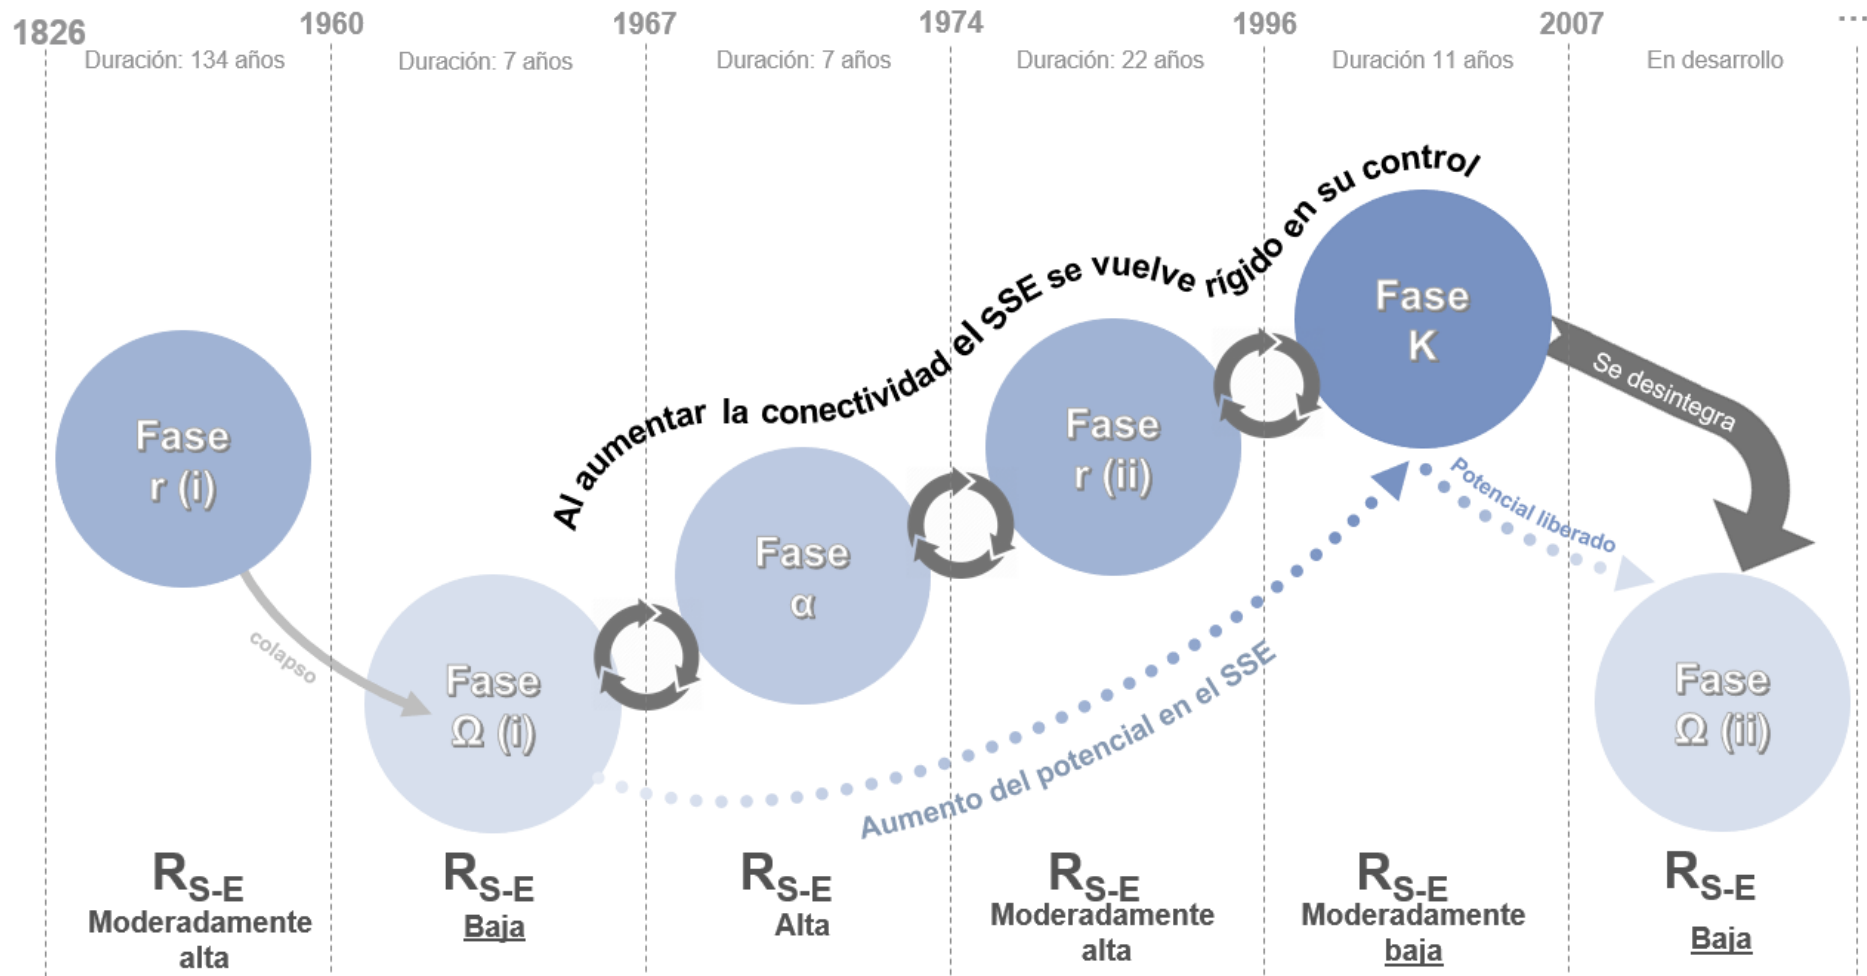 1826
1960
1967
1974
1996
2007
...
Duración: 134 años
Duración: 7 años
Duración: 7 años
Duración: 22 años
Duración 11 años
En desarrollo
Al aumentar la conectividad el sSE se vuelve rígido en su control
Fase
r (i)
colapso
Fase
Ω (i)
Fase
α
Fase
r (ii)
Fase
K
Se desintegra
Potencial liberado
Aumento del potencial en el SSE
Fase
Ω (ii)
RS-E
Moderadamente
alta
RS-E
Baja
RS-E
Alta
RS-E
Moderadamente
alta
RS-E
Moderadamente
baja
RS-E
Baja